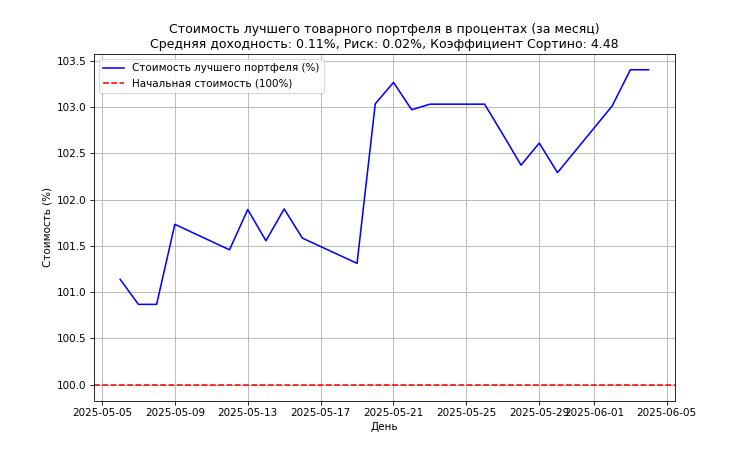 Стоимость лучшего товарного портфеля в процентах (за месяц)
Средняя доходность: 0.11%, Риск: 0.02%, Коэффициент Сортино: 4.48
Стоимость лучшего портфеля (%)
Начальная стоимость (100%)
103.5
103.0
102.5
102.0
101.5
101.0
100.5
100.0
Стоимость (%)
2025-05-05 2025-05-09 2025-05-13 2025-05-17 2025-05-21 2025-05-25 2025-05-29 2025-06-01 2025-06-05
День